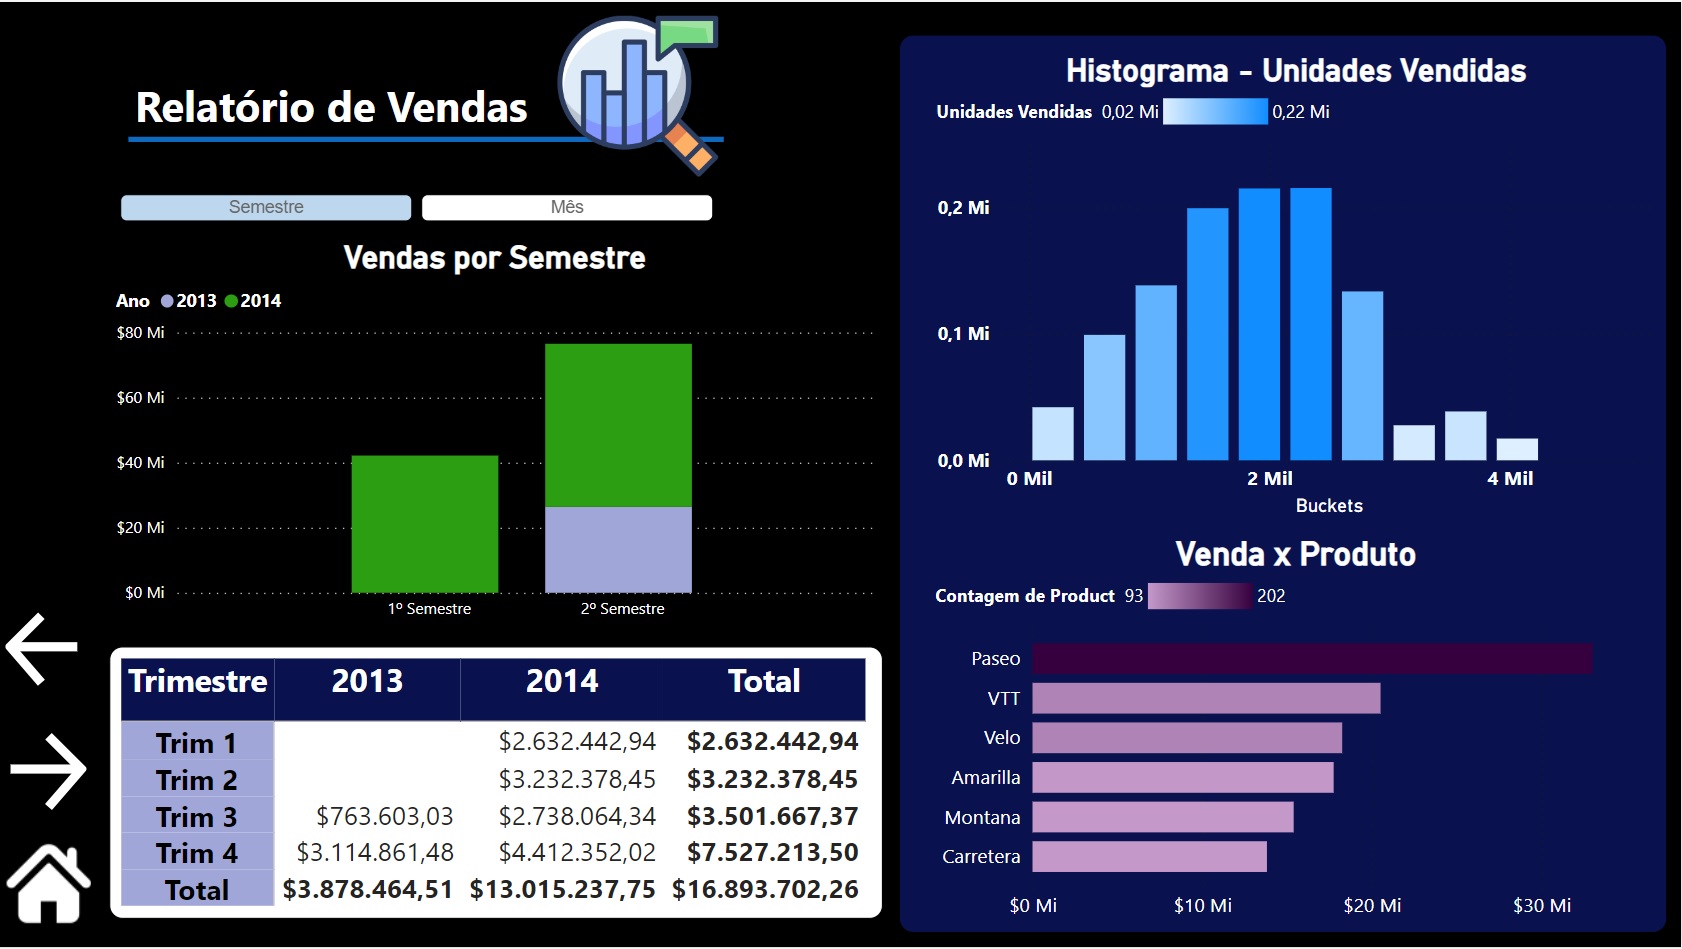 Relatório de Vendas
Semestre
Mês
Vendas por Semestre
Ano 2013 2014
$80 Mi
$60 Mi
$40 Mi
$20 Mi
$0 Mi
1º Semestre 2º Semestre
Trimestre 2013 2014 Total
Trim 1 $2.632.442,94 $2.632.442,94
Trim 2 $3.232.378,45 $3.232.378,45
Trim 3 $763.603,03 $2.738.064,34 $3.501.667,37
Trim 4 $3.114.861,48 $4.412.352,02 $7.527.213,50
Total $3.878.464,51 $13.015.237,75 $16.893.702,26
Histograma - Unidades Vendidas
Unidades Vendidas 0,02 Mi 0,22 Mi
0,2 Mi
0,1 Mi
0,0 Mi
0 Mil 2 Mil 4 Mil
Buckets
Venda x Produto
Contagem de Product 93 202
Paseo
VTT
Velo
Amarilla
Montana
Carretera
$0 Mi $10 Mi $20 Mi $30 Mi